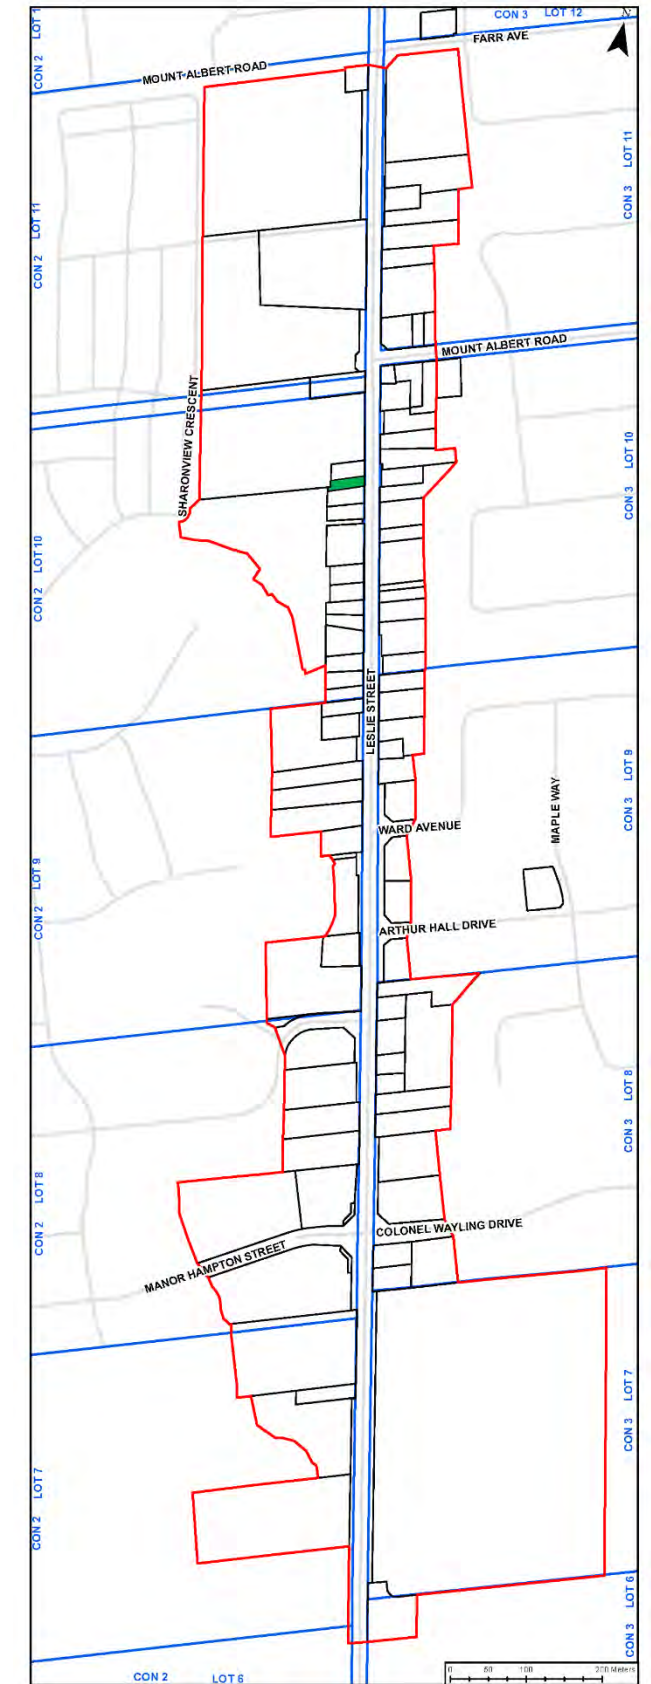 CON 3 LOT 12
N
LOT 1
FARR AVE
CON 2
MOUNT ALBERT ROAD
LOT 11
CON 3
LOT 11
CON 2
MOUNT ALBERT ROAD
SHARONVIEW CRESCENT
LOT 10
CON 3
LOT 10
CON 2
LESLIE STREET
LOT 9
CON 3
MAPLE WAY
WARD AVENUE
LOT 9
CON 2
ARTHUR HALL DRIVE
LOT 8
CON 3
LOT 8
CON 2
COLONEL WAYLING DRIVE
MANOR HAMPTON STREET
LOT 7
CON 3
LOT 7
CON 2
LOT 6
CON 3
CON 2 LOT 6
0 50 100 200 Meters